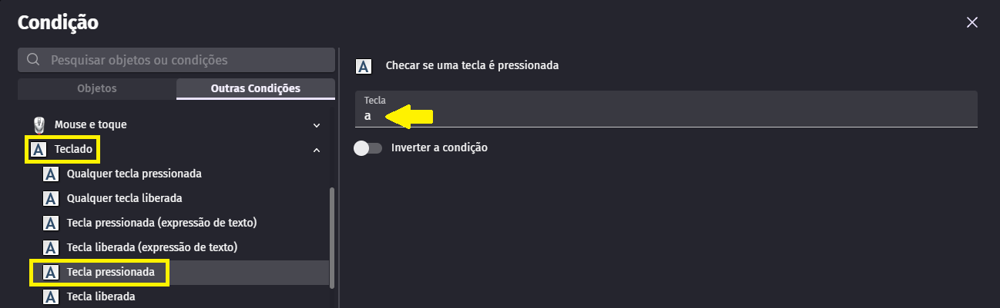 Condição
Pesquisar objetos ou condições
Objetos
Outras Condições
Mouse e toque
A Teclado
A Qualquer tecla pressionada
A Qualquer tecla liberada
A Tecla pressionada (expressão de texto)
A Tecla liberada (expressão de texto)
A Tecla pressionada
A Tecla liberada
A Checar se uma tecla é pressionada
Tecla
a
Inverter a condição